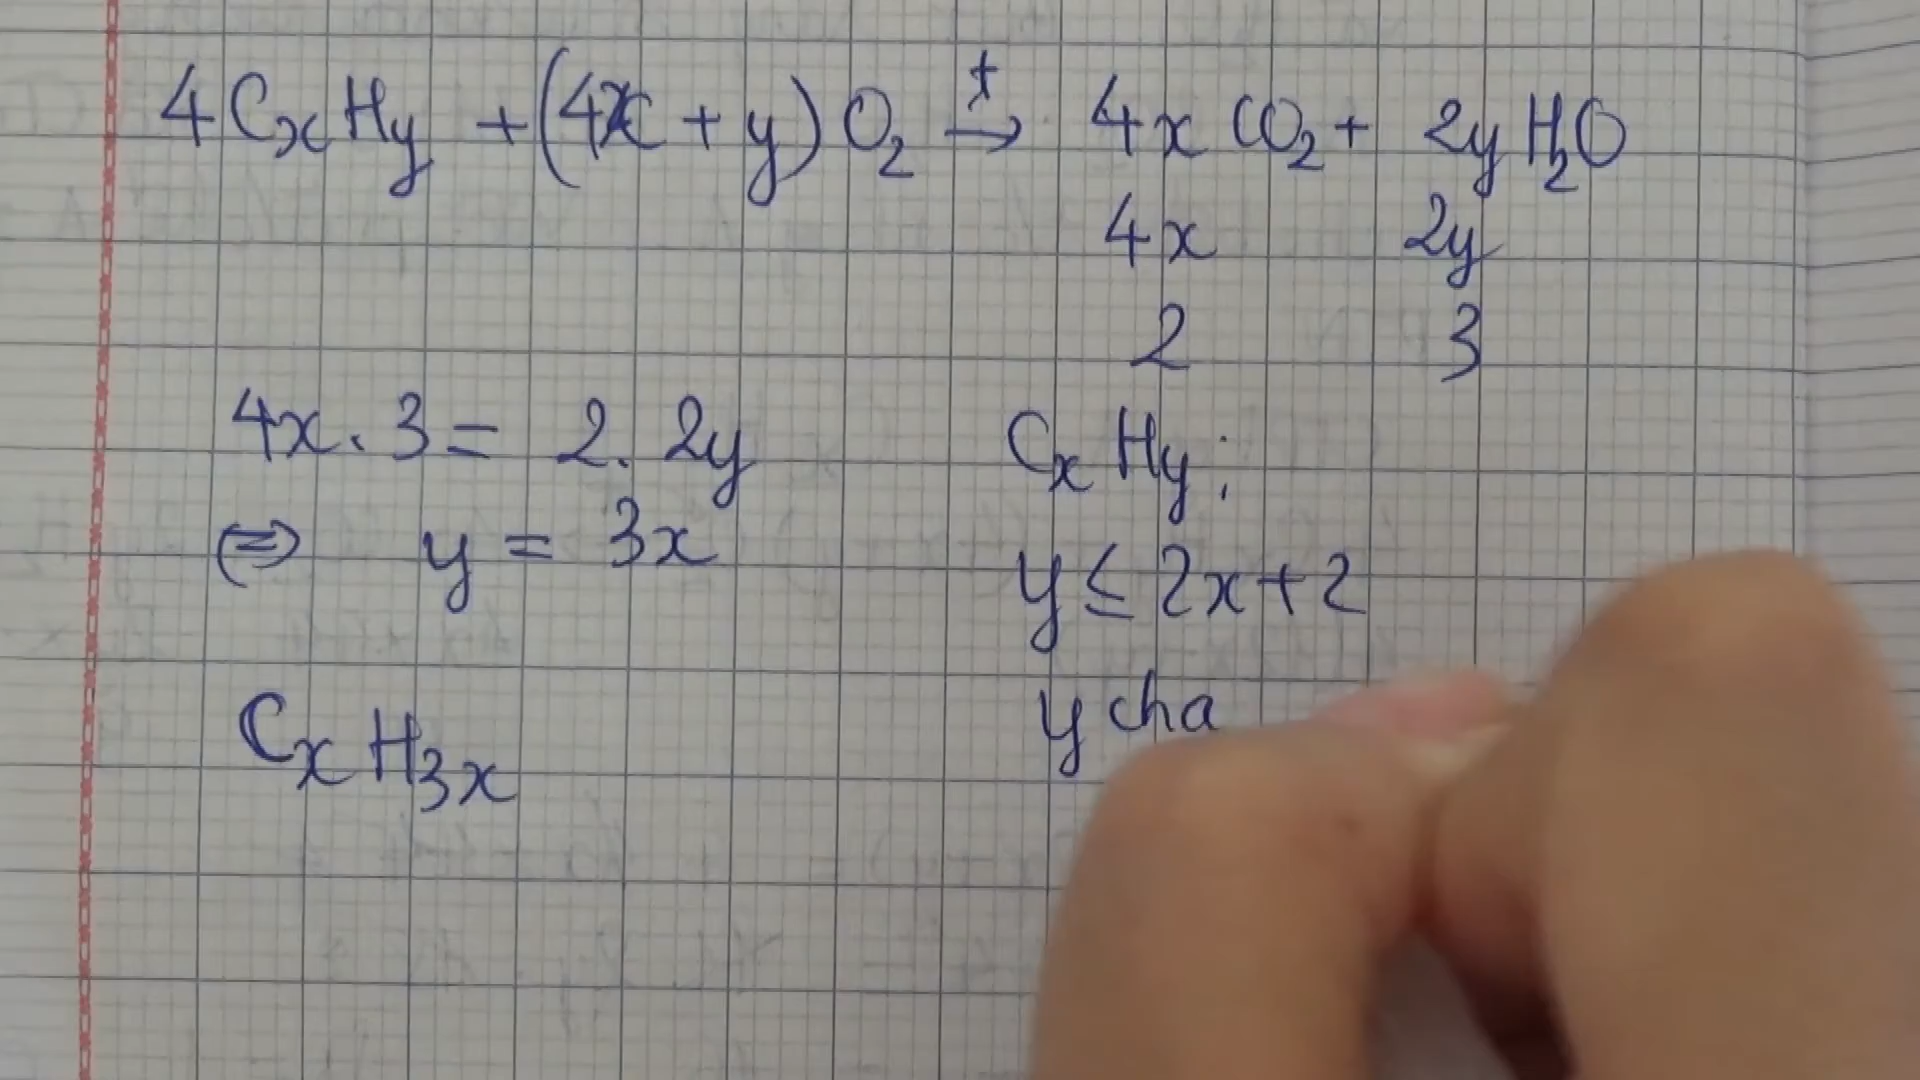 4CxHy + (4x + y) O2 t→ 4x CO2 + 2y H2O
4x 2y
2 3
4x . 3 = 2 . 2y
⇔ y = 3x
CxH3x
CxHy:
y ≤ 2x + 2
y cha